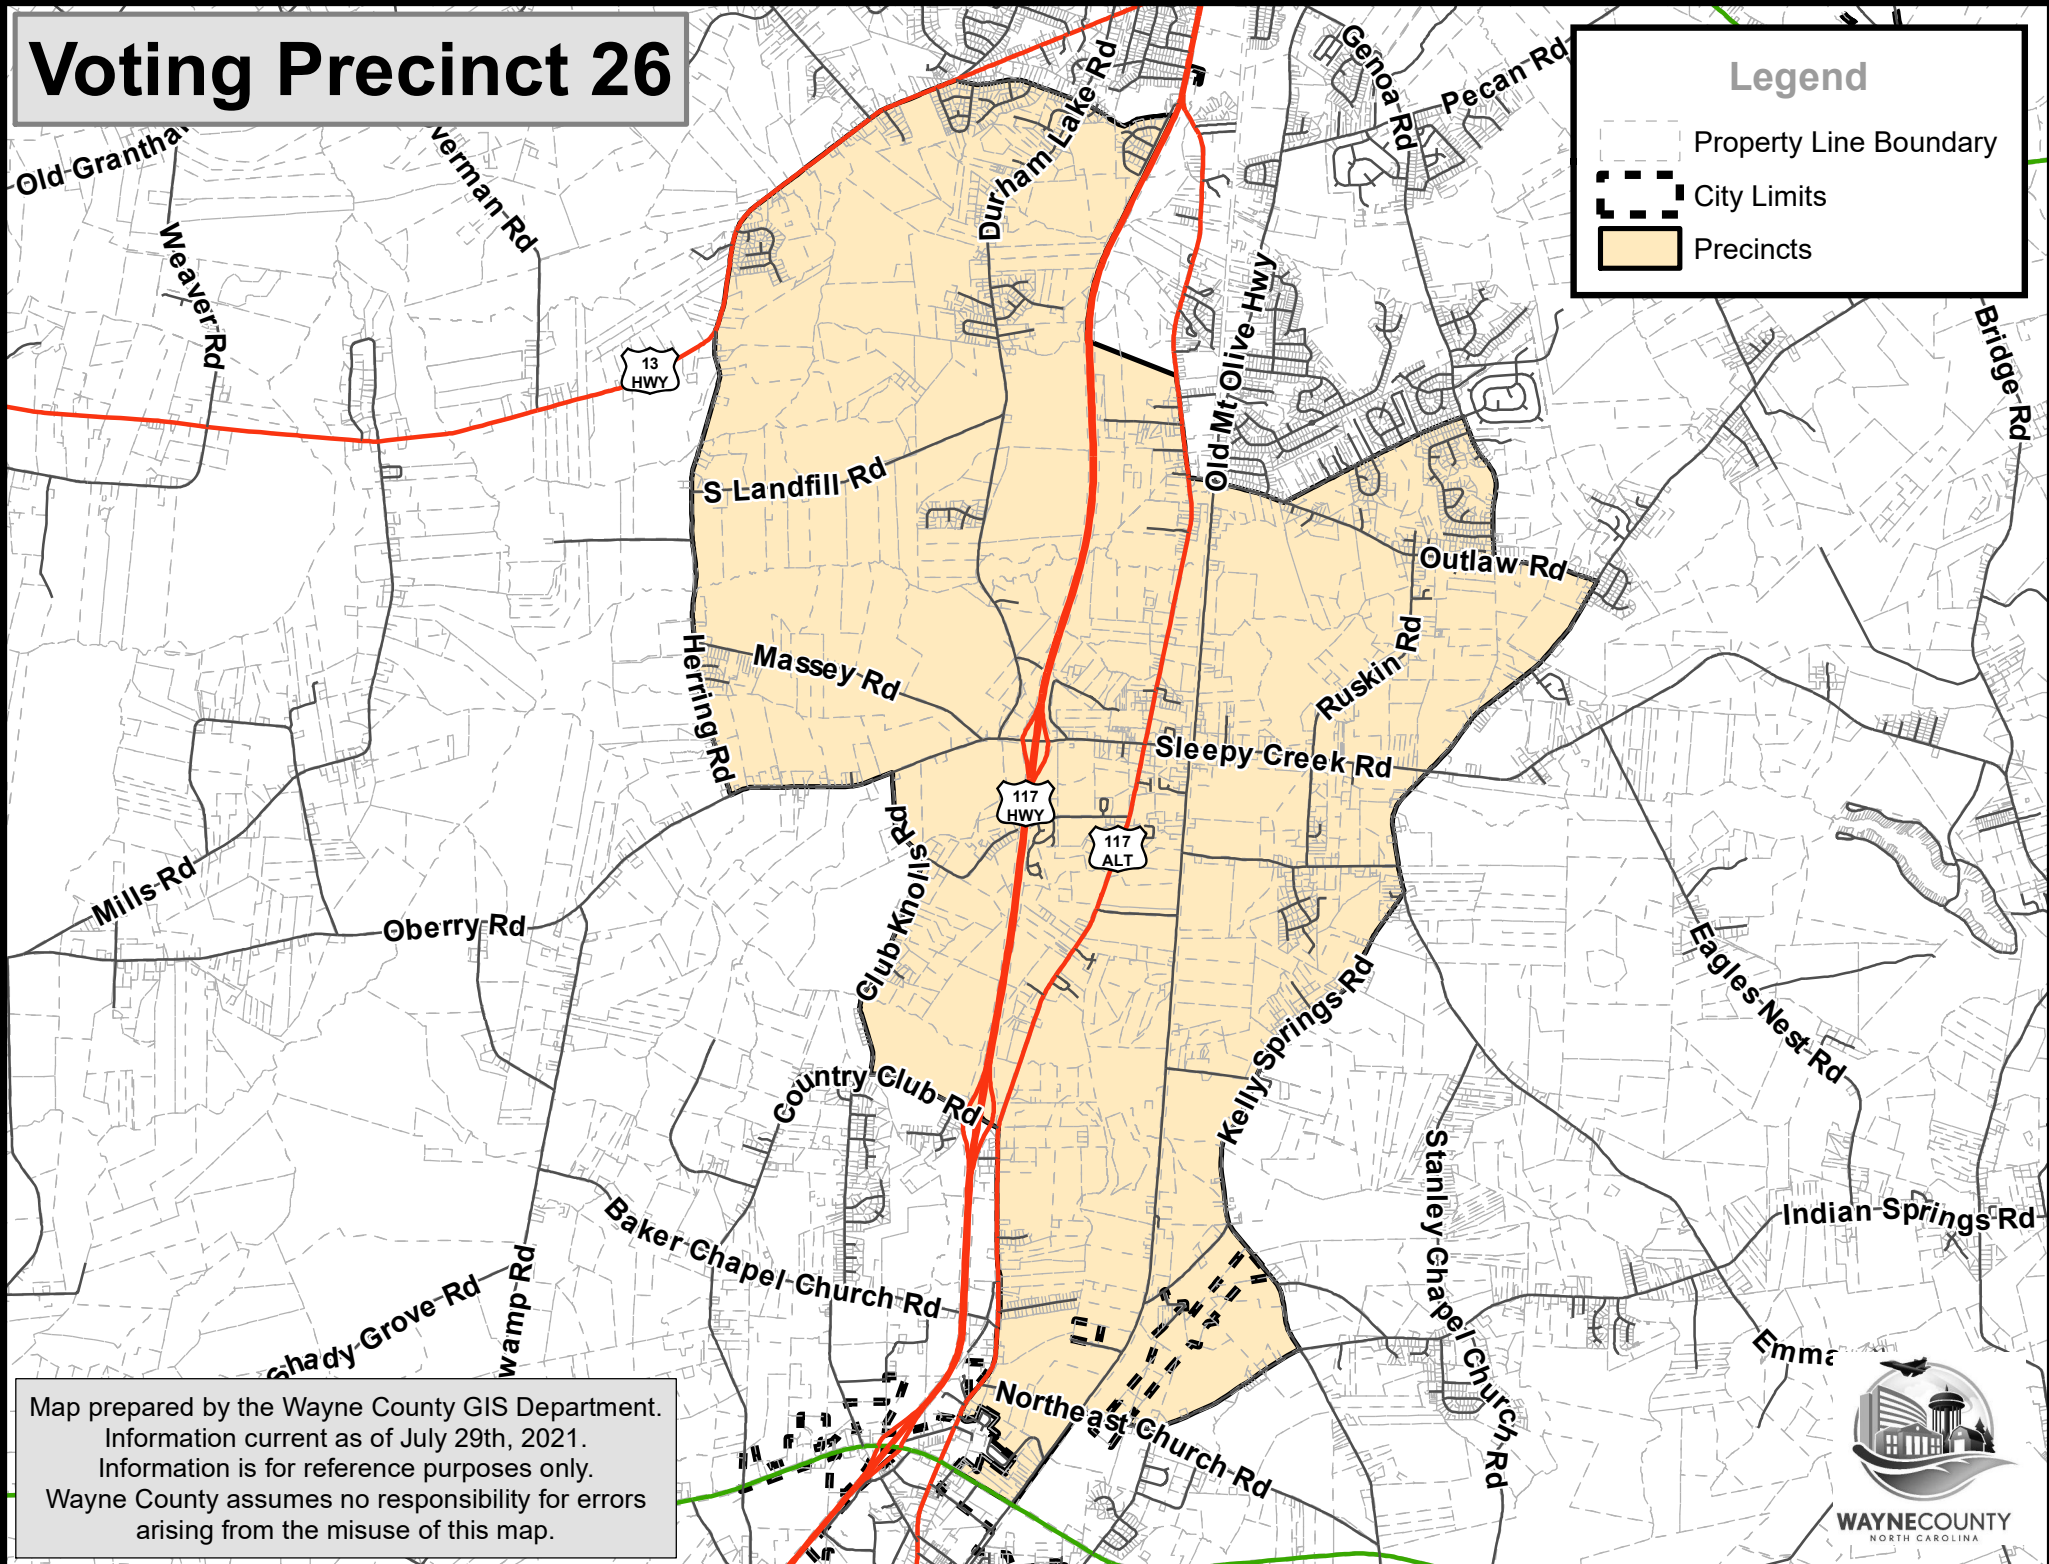 Voting Precinct 26
Legend
Property Line Boundary
City Limits
Precincts
Genoa Rd
Pecan Rd
Durham Lake Rd
Old
verman Rd
Weaver Rd
Bridge Rd
13
HWY
Old Mt Olive Hwy
S Landfill Rd
Outlaw Rd
Ruskin Rd
Massey Rd
Herring Rd
Sleepy Creek Rd
117
HWY
117
ALT
Club Knolls Rd
Mills Rd
Oberry Rd
Eagles Nest Rd
Kelly Springs Rd
Country Club Rd
Stanley Chapel Church Rd
Indian Springs Rd
Baker Chapel Church Rd
Shady Grove Rd
wamp Rd
Emma
Northeast Church Rd
Map prepared by the Wayne County GIS Department.
Information current as of July 29th, 2021.
Information is for reference purposes only.
Wayne County assumes no responsibility for errors
arising from the misuse of this map.
WAYNECOUNTY
NORTH CAROLINA